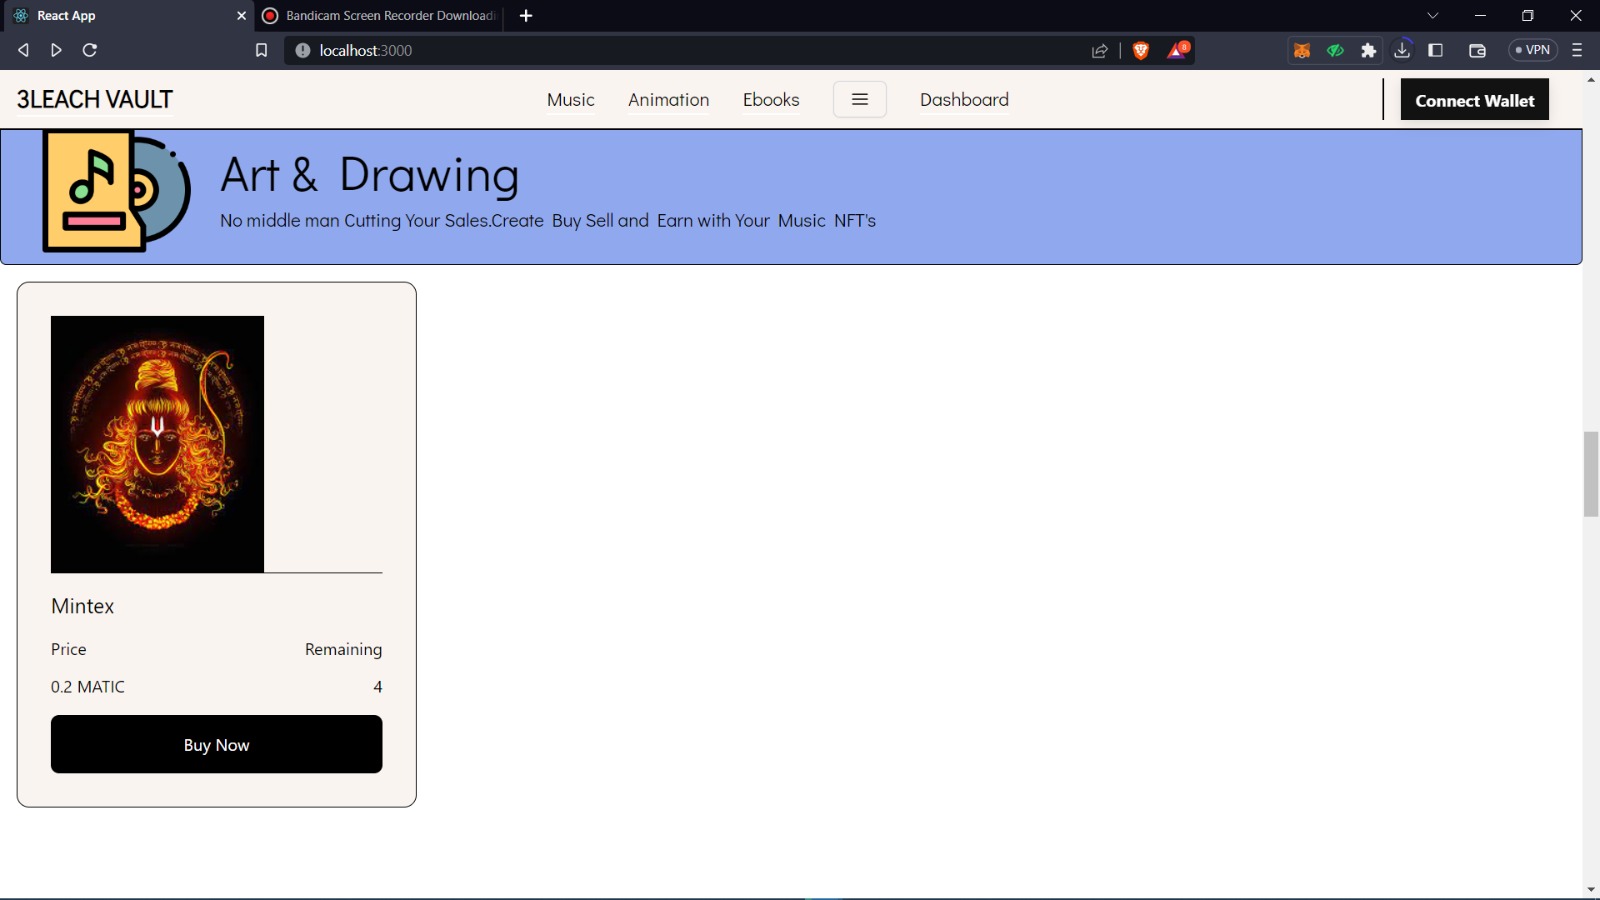 React App
Bandicam Screen Recorder Downloadi
localhost:3000
8
VPN
3LEACH VAULT
Music
Animation
Ebooks
Dashboard
Connect Wallet
Art & Drawing
No middle man Cutting Your Sales.Create Buy Sell and Earn with Your Music NFT's
Mintex
Price
Remaining
0.2 MATIC
4
Buy Now